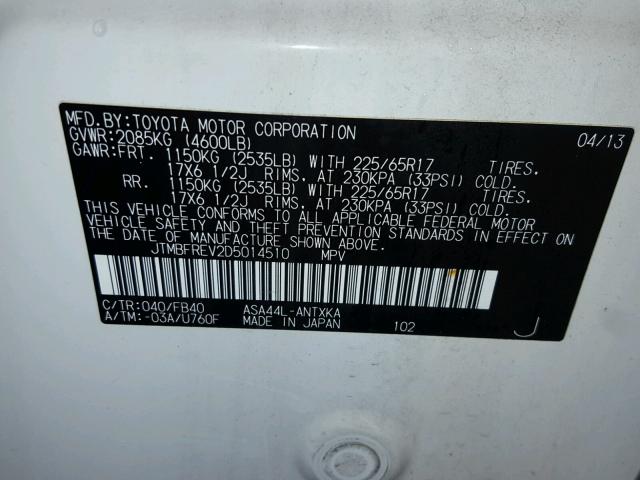 MFD.BY:TOYOTA MOTOR CORPORATION 04/13
GVWR:2085KG (4600LB)
GAWR:FRT. 1150KG (2535LB) WITH 225/65R17 TIRES.
17X6 1/2J RIMS. AT 230KPA (33PSI) COLD.
RR. 1150KG (2535LB) WITH 225/65R17 TIRES.
17X6 1/2J RIMS. AT 230KPA (33PSI) COLD.
THIS VEHICLE CONFORMS TO ALL APPLICABLE FEDERAL MOTOR
VEHICLE SAFETY AND THEFT PREVENTION STANDARDS IN EFFECT ON
THE DATE OF MANUFACTURE SHOWN ABOVE.
JTMBFREV2D5014510 MPV
C/TR:040/FB40 ASA44L-ANTXKA
A/TM:-03A/U760F MADE IN JAPAN 102 J